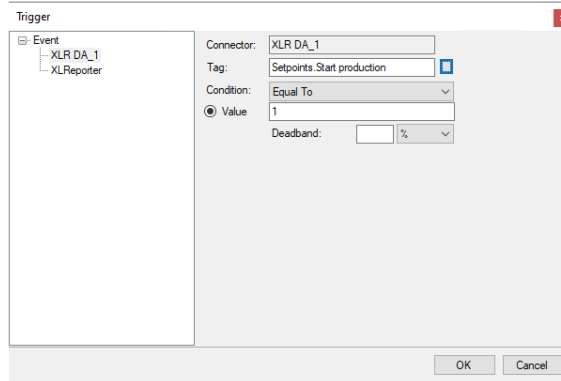 Trigger
Event
XLR DA_1
XLReporter
Connector: XLR DA_1
Tag: Setpoints.Start production
Condition: Equal To
Value 1
Deadband: %
OK Cancel